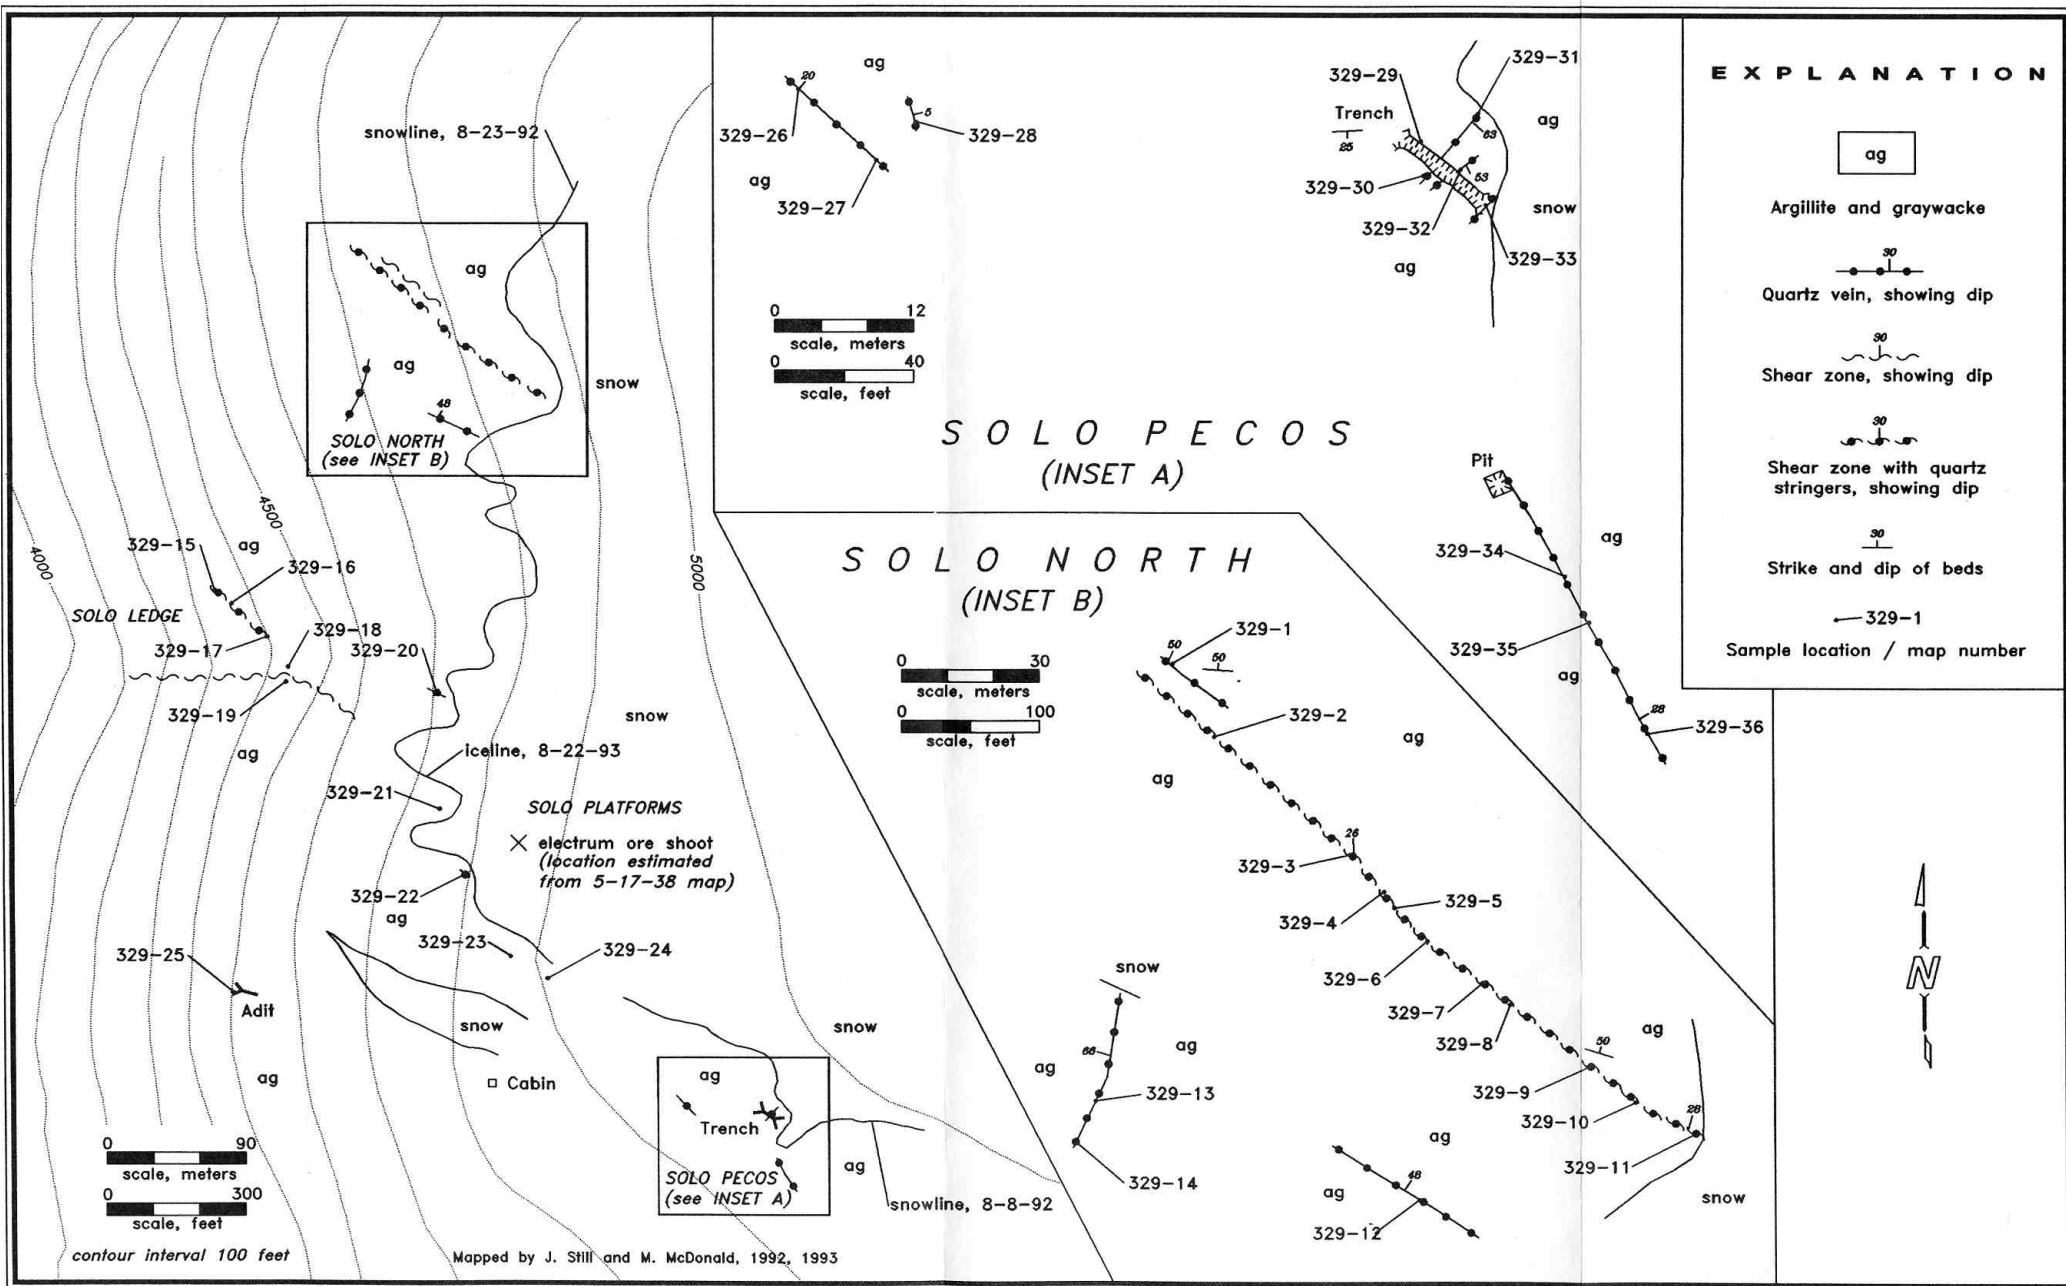 snowline, 8-23-92
ag
ag
snow
48
SOLO NORTH
(see INSET B)
4500
4000
5000
329-15
ag
329-16
SOLO LEDGE
329-18
329-17
329-20
329-19
snow
ag
iceline, 8-22-93
329-21
SOLO PLATFORMS
electrum ore shoot
(location estimated
from 5-17-38 map)
329-22
ag
329-23
329-24
329-25
Adit
snow
snow
ag
Cabin
ag
Trench
SOLO PECOS
(see INSET A)
ag
snowline, 8-8-92
0 90
scale, meters
0 300
scale, feet
contour interval 100 feet
Mapped by J. Still and M. McDonald, 1992, 1993
ag
20
5
329-26
329-28
ag
329-27
329-31
329-29
Trench
ag
63
25
53
329-30
snow
329-32
329-33
ag
0 12
scale, meters
0 40
scale, feet
SOLO PECOS
(INSET A)
Pit
ag
329-34
329-35
ag
28
329-36
SOLO NORTH
(INSET B)
329-1
50
50
0 30
scale, meters
0 100
scale, feet
329-2
ag
ag
26
329-3
329-5
329-4
snow
329-6
329-7
ag
329-8
50
ag
66
ag
329-9
329-13
329-10
28
ag
329-11
48
329-14
ag
snow
329-12
EXPLANATION
ag
Argillite and graywacke
30
Quartz vein, showing dip
30
Shear zone, showing dip
30
Shear zone with quartz
stringers, showing dip
30
Strike and dip of beds
329-1
Sample location / map number
N